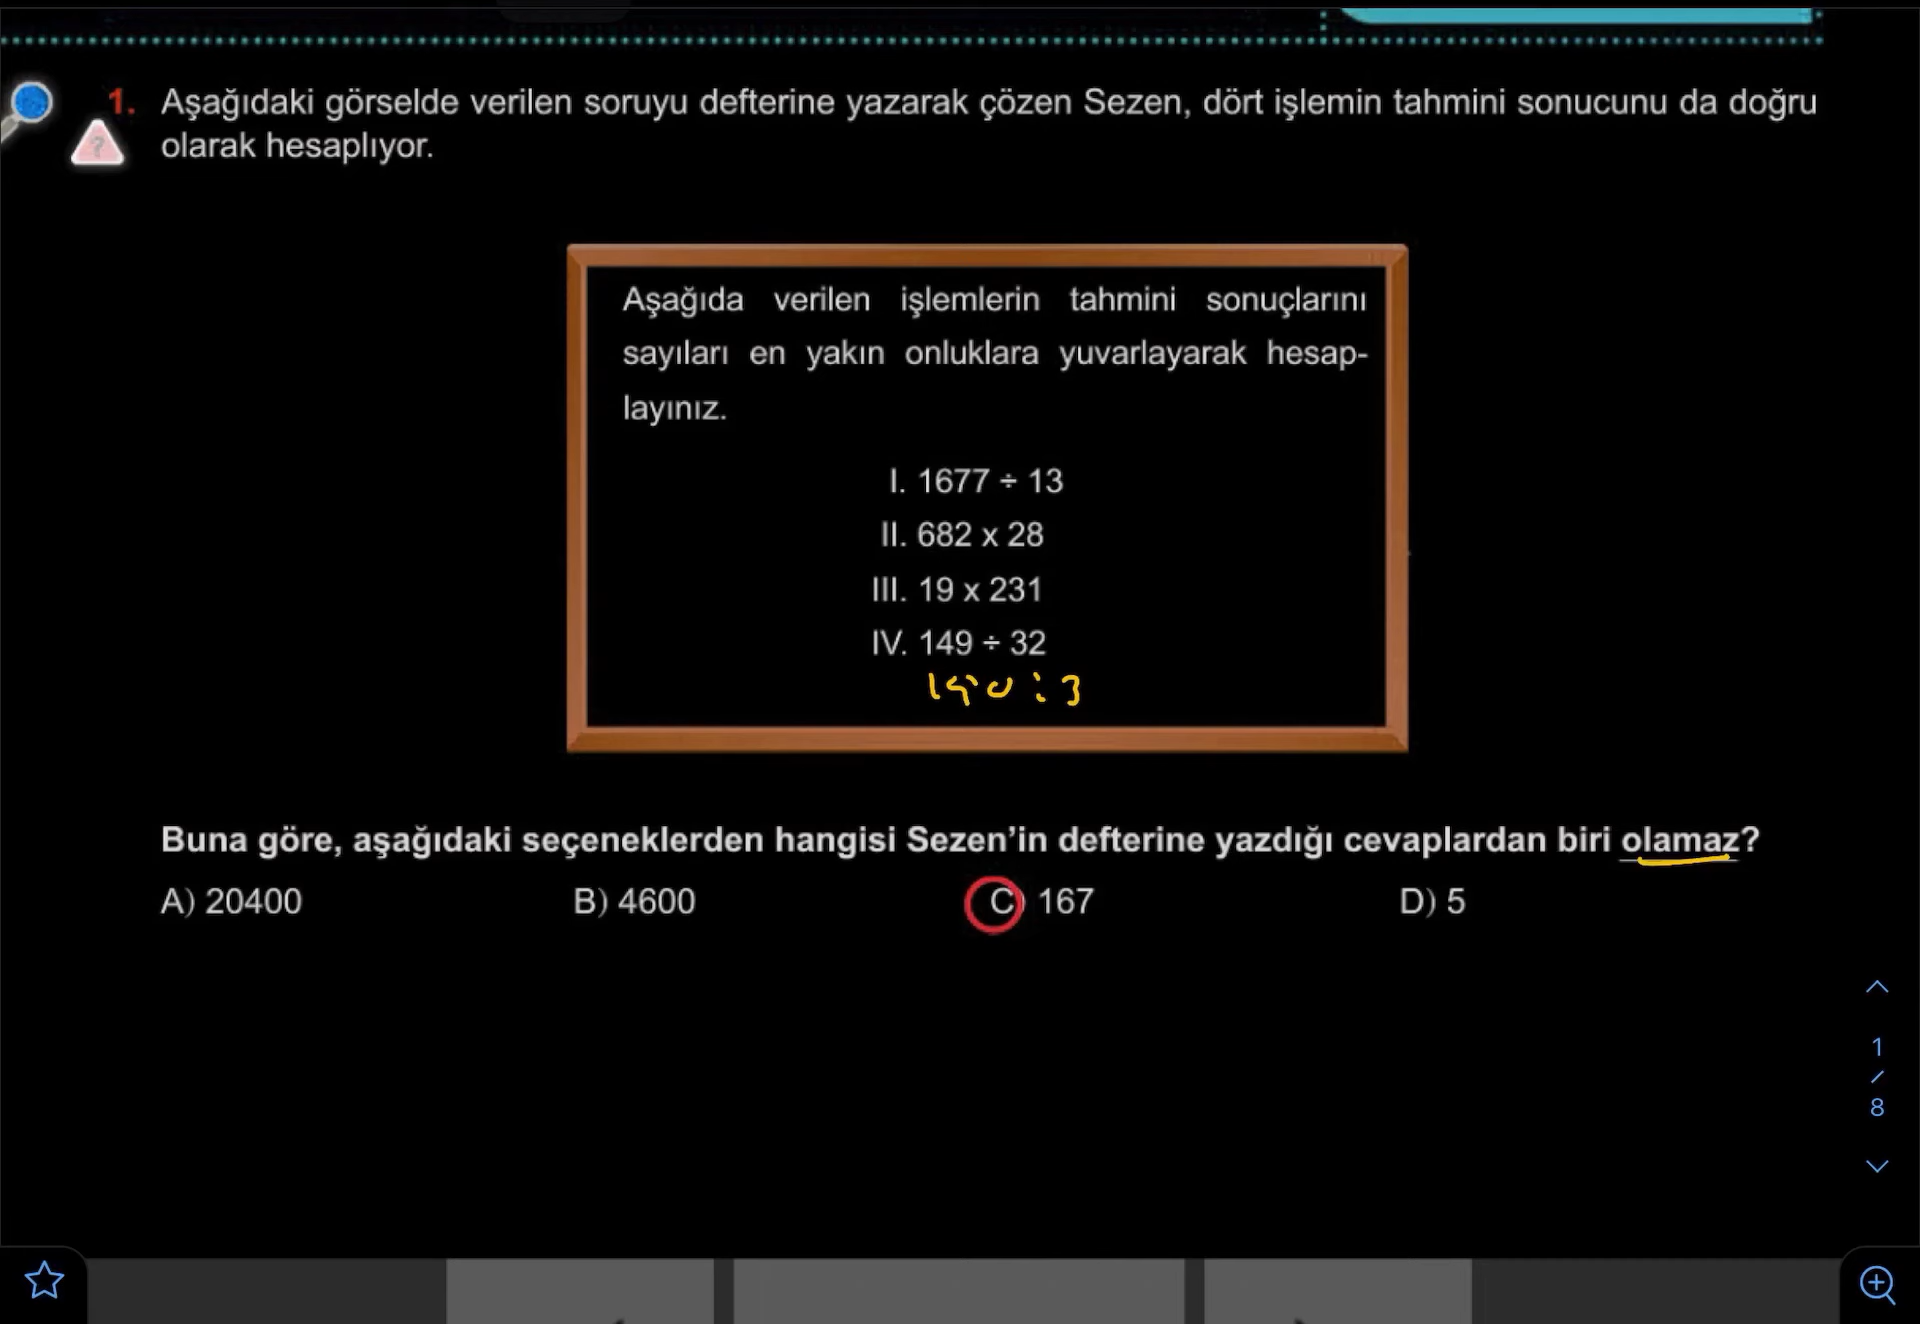 1. Aşağıdaki görselde verilen soruyu defterine yazarak çözen Sezen, dört işlemin tahmini sonucunu da doğru
olarak hesaplıyor.
?
Aşağıda verilen işlemlerin tahmini sonuçlarını
sayıları en yakın onluklara yuvarlayarak hesap-
layınız.
I. 1677 ÷ 13
II. 682 x 28
III. 19 x 231
IV. 149 ÷ 32
150 : 3
Buna göre, aşağıdaki seçeneklerden hangisi Sezen'in defterine yazdığı cevaplardan biri olamaz?
A) 20400 B) 4600 C) 167 D) 5
1
/
8